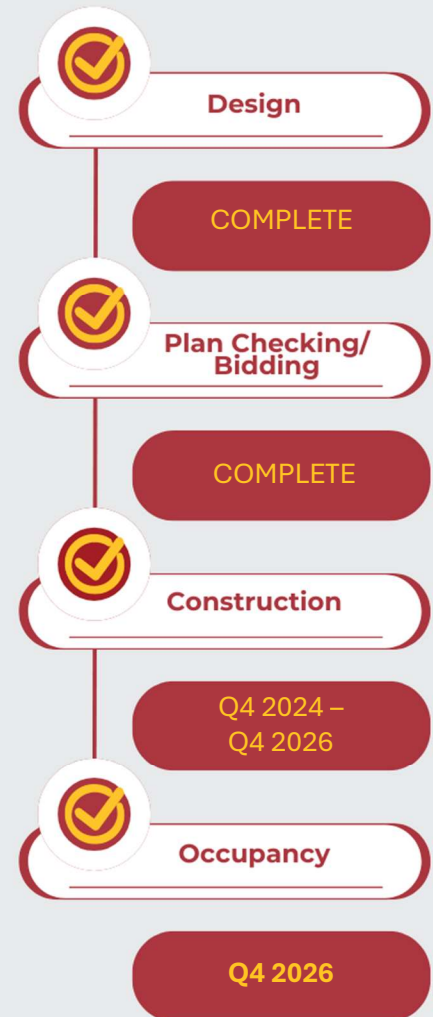 Design
COMPLETE
Plan Checking/
Bidding
COMPLETE
Construction
Q4 2024 –
Q4 2026
Occupancy
Q4 2026